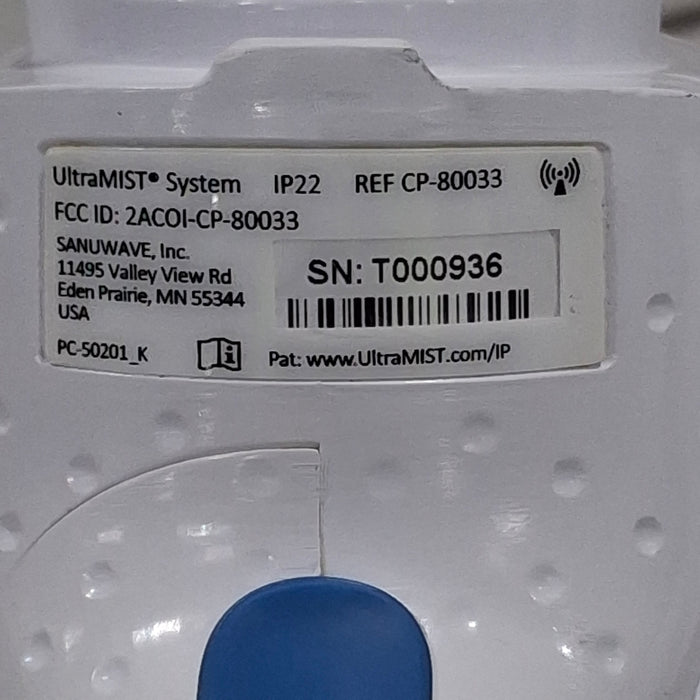 UltraMIST® System IP22 REF CP-80033
FCC ID: 2ACOI-CP-80033
SANUWAVE, Inc.
11495 Valley View Rd
Eden Prairie, MN 55344
USA
SN: T000936
PC-50201_K
Pat: www.UltraMIST.com/IP